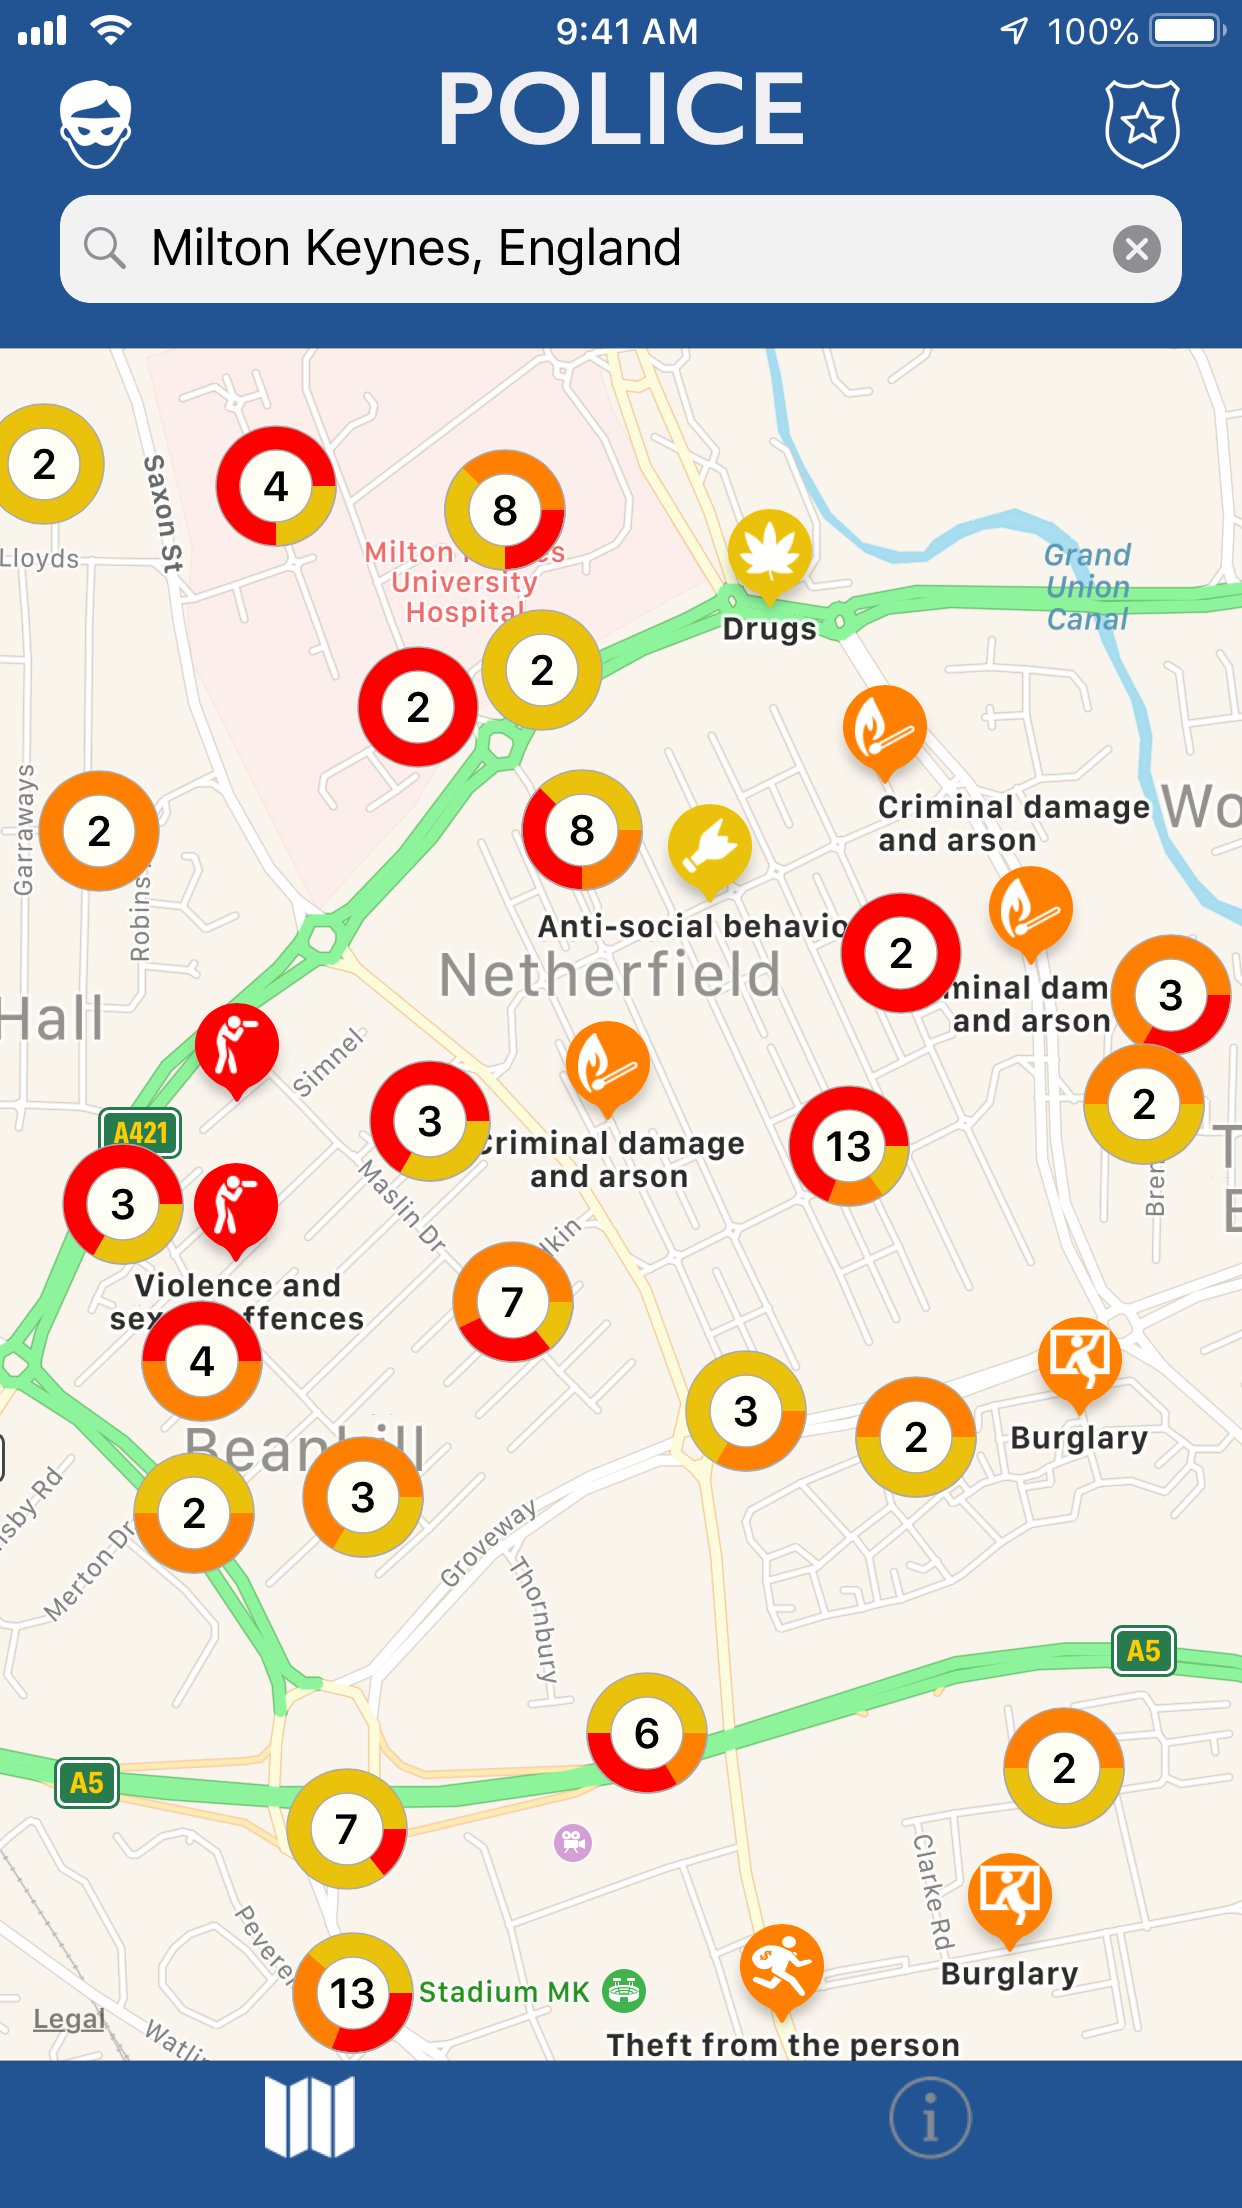 9:41 AM
100%
POLICE
Milton Keynes, England
2
4
8
Saxon St
Lloyds
Milton
University
Hospital
Grand
Union
Canal
Drugs
2
2
2
8
Garraways
Robins
Criminal damage
and arson
Wo
Anti-social behavio
2
Netherfield
Hall
and arson
3
2
Simnel
3
Criminal damage
and arson
13
A421
3
Maslin Dr
Violence and
4
7
3
2
Burglary
Beanhill
2
3
Merton Dr
Groveway
Thornbury
A5
6
A5
2
7
Clarke Rd
Burglary
13
Stadium MK
Legal
Theft from the person